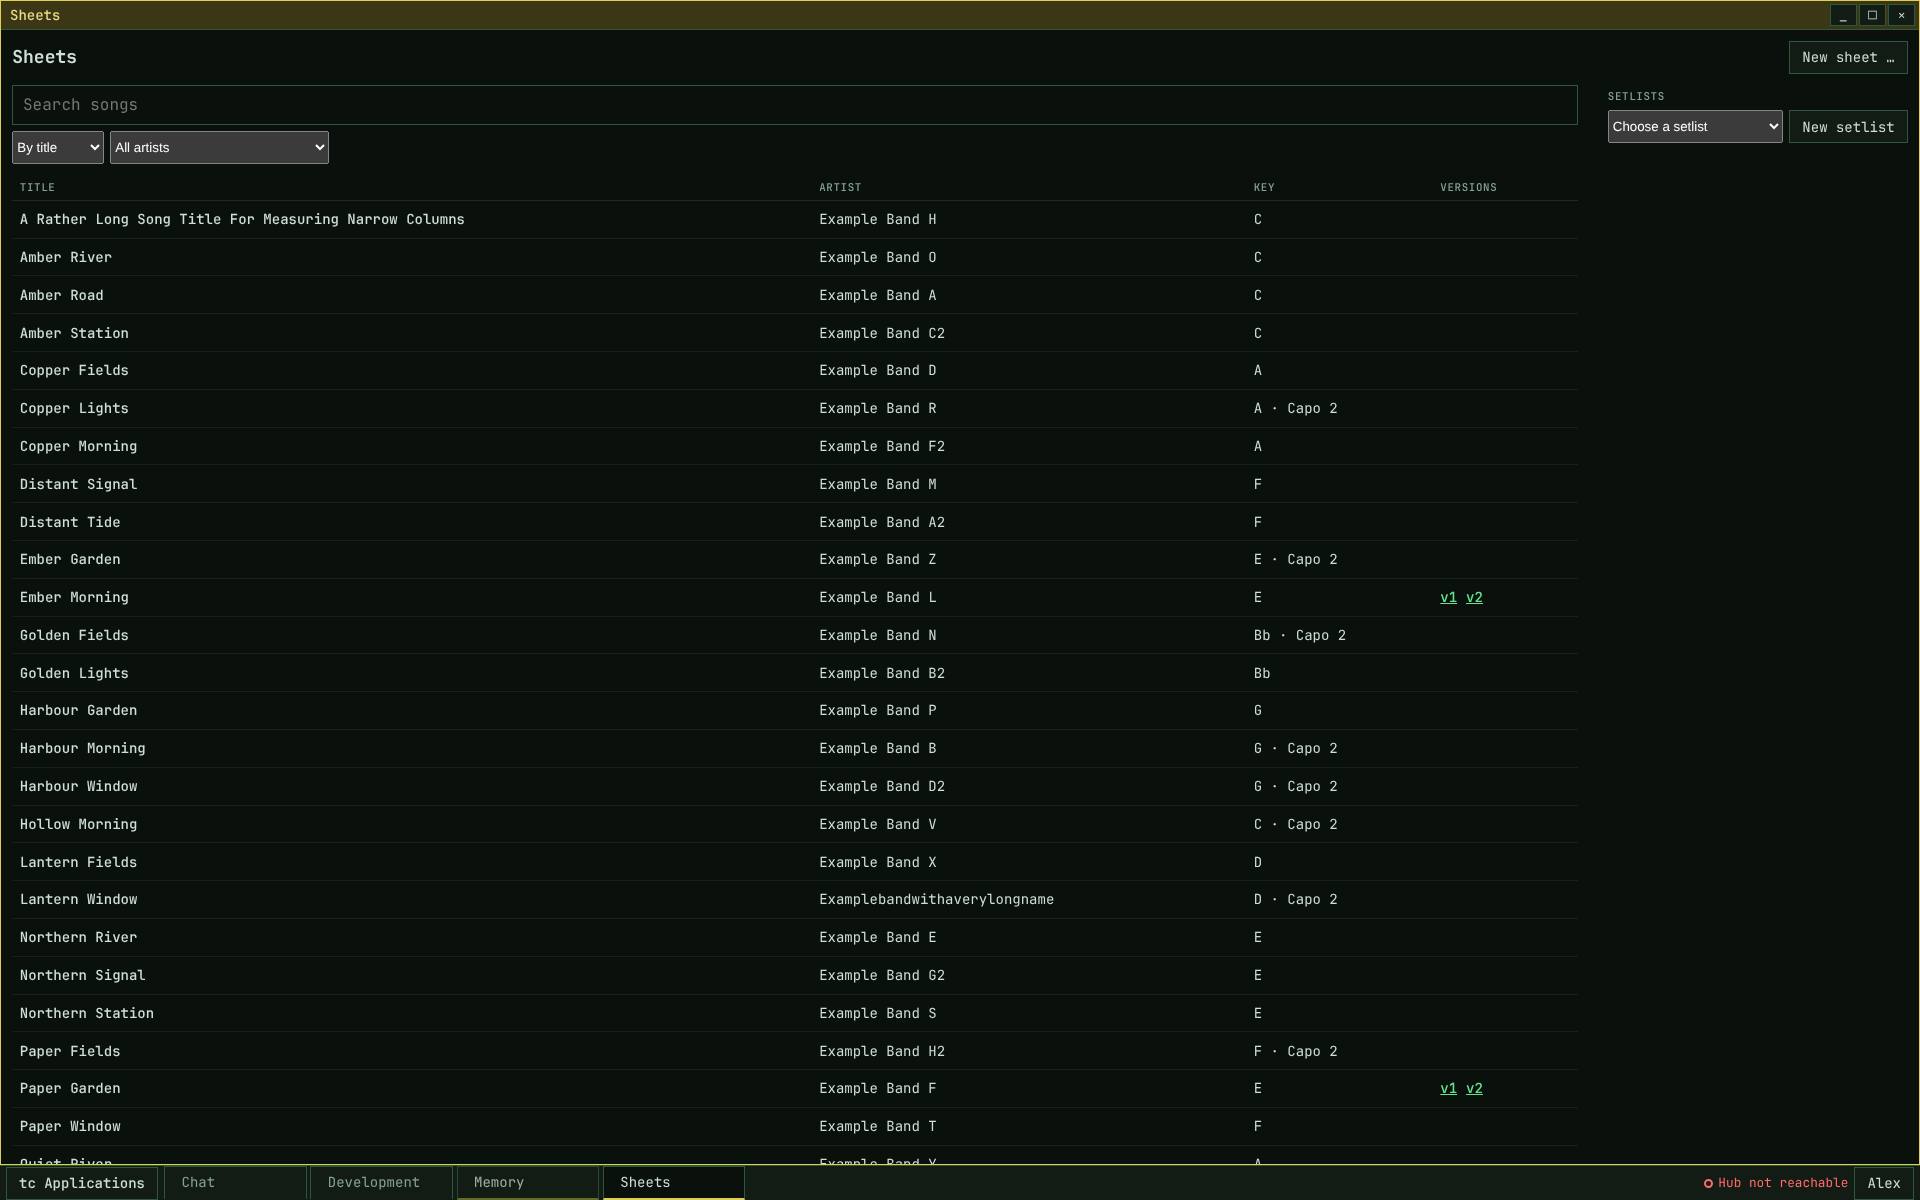 Sheets
Sheets
New sheet …
Search songs
SETLISTS
Choose a setlist New setlist
By title All artists
TITLE ARTIST KEY VERSIONS
A Rather Long Song Title For Measuring Narrow Columns Example Band H C
Amber River Example Band O C
Amber Road Example Band A C
Amber Station Example Band C2 C
Copper Fields Example Band D A
Copper Lights Example Band R A · Capo 2
Copper Morning Example Band F2 A
Distant Signal Example Band M F
Distant Tide Example Band A2 F
Ember Garden Example Band Z E · Capo 2
Ember Morning Example Band L E v1 v2
Golden Fields Example Band N Bb · Capo 2
Golden Lights Example Band B2 Bb
Harbour Garden Example Band P G
Harbour Morning Example Band B G · Capo 2
Harbour Window Example Band D2 G · Capo 2
Hollow Morning Example Band V C · Capo 2
Lantern Fields Example Band X D
Lantern Window Examplebandwithaverylongname D · Capo 2
Northern River Example Band E E
Northern Signal Example Band G2 E
Northern Station Example Band S E
Paper Fields Example Band H2 F · Capo 2
Paper Garden Example Band F E v1 v2
Paper Window Example Band T F
Quiet River Example Band Y A
tc Applications Chat Development Memory Sheets Hub not reachable Alex